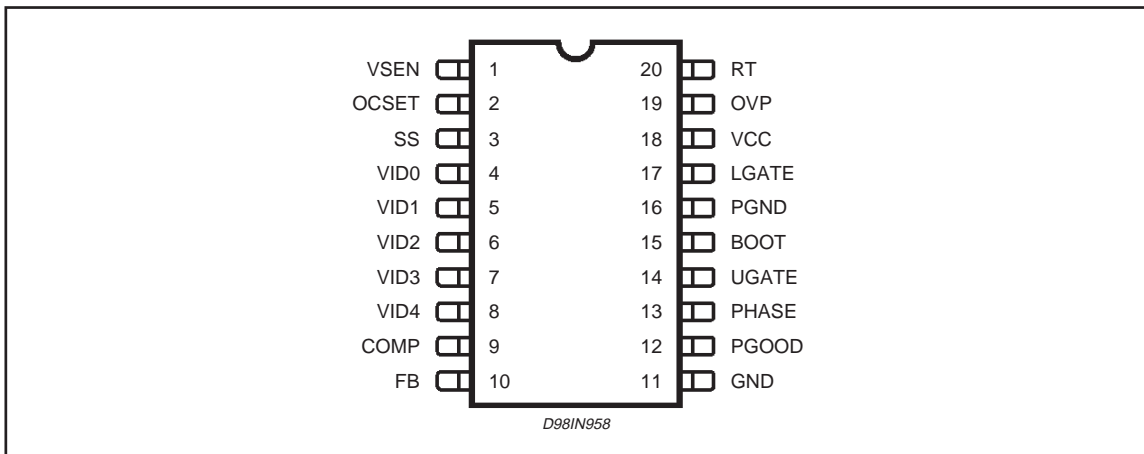 VSEN 1 20 RT
OCSET 2 19 OVP
SS 3 18 VCC
VID0 4 17 LGATE
VID1 5 16 PGND
VID2 6 15 BOOT
VID3 7 14 UGATE
VID4 8 13 PHASE
COMP 9 12 PGOOD
FB 10 11 GND
D98IN958